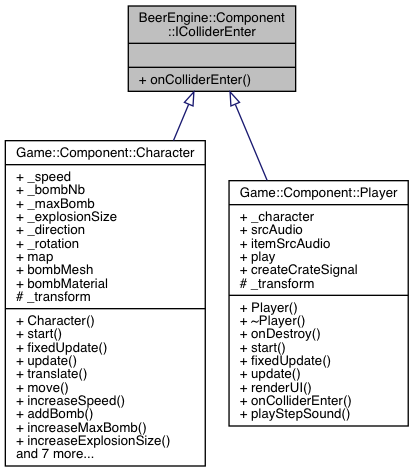 BeerEngine::Component
::IColliderEnter
+ onColliderEnter()
Game::Component::Character
+ _speed
+ _bombNb
+ _maxBomb
+ _explosionSize
+ _direction
+ _rotation
+ map
+ bombMesh
+ bombMaterial
# _transform
+ Character()
+ start()
+ fixedUpdate()
+ update()
+ translate()
+ move()
+ increaseSpeed()
+ addBomb()
+ increaseMaxBomb()
+ increaseExplosionSize()
and 7 more...
Game::Component::Player
+ _character
+ srcAudio
+ itemSrcAudio
+ play
+ createCrateSignal
# _transform
+ Player()
+ ~Player()
+ onDestroy()
+ start()
+ fixedUpdate()
+ update()
+ renderUI()
+ onColliderEnter()
+ playStepSound()